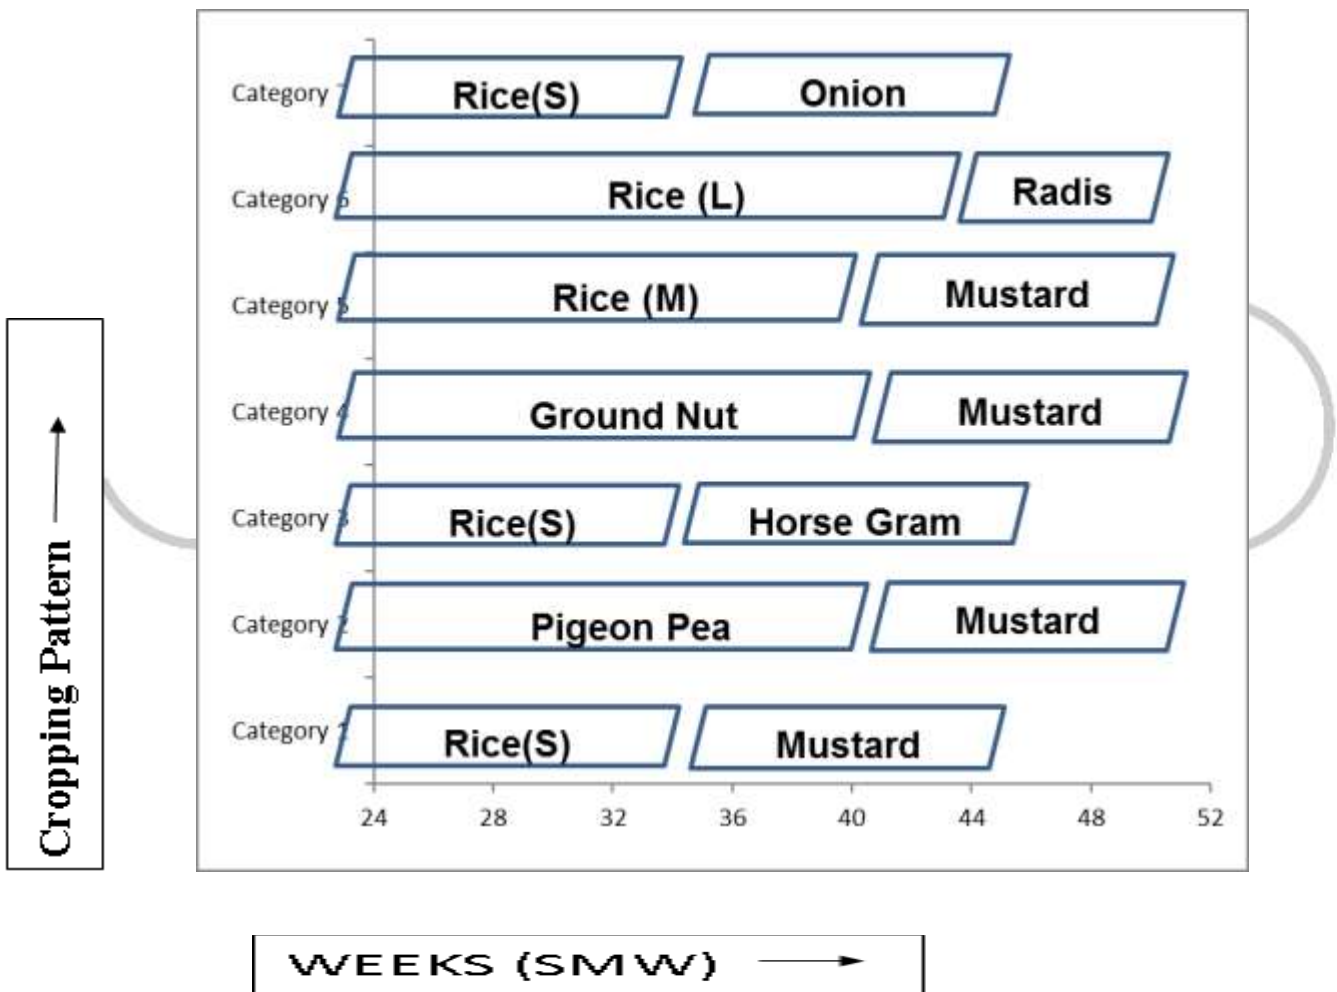 Category 7
Rice(S)
Onion
Category 6
Rice (L)
Radis
Category 5
Rice (M)
Mustard
Category 4
Ground Nut
Mustard
Category 3
Rice(S)
Horse Gram
Category 2
Pigeon Pea
Mustard
Category 1
Rice(S)
Mustard
24 28 32 36 40 44 48 52
Cropping Pattern
WEEKS (SMW)